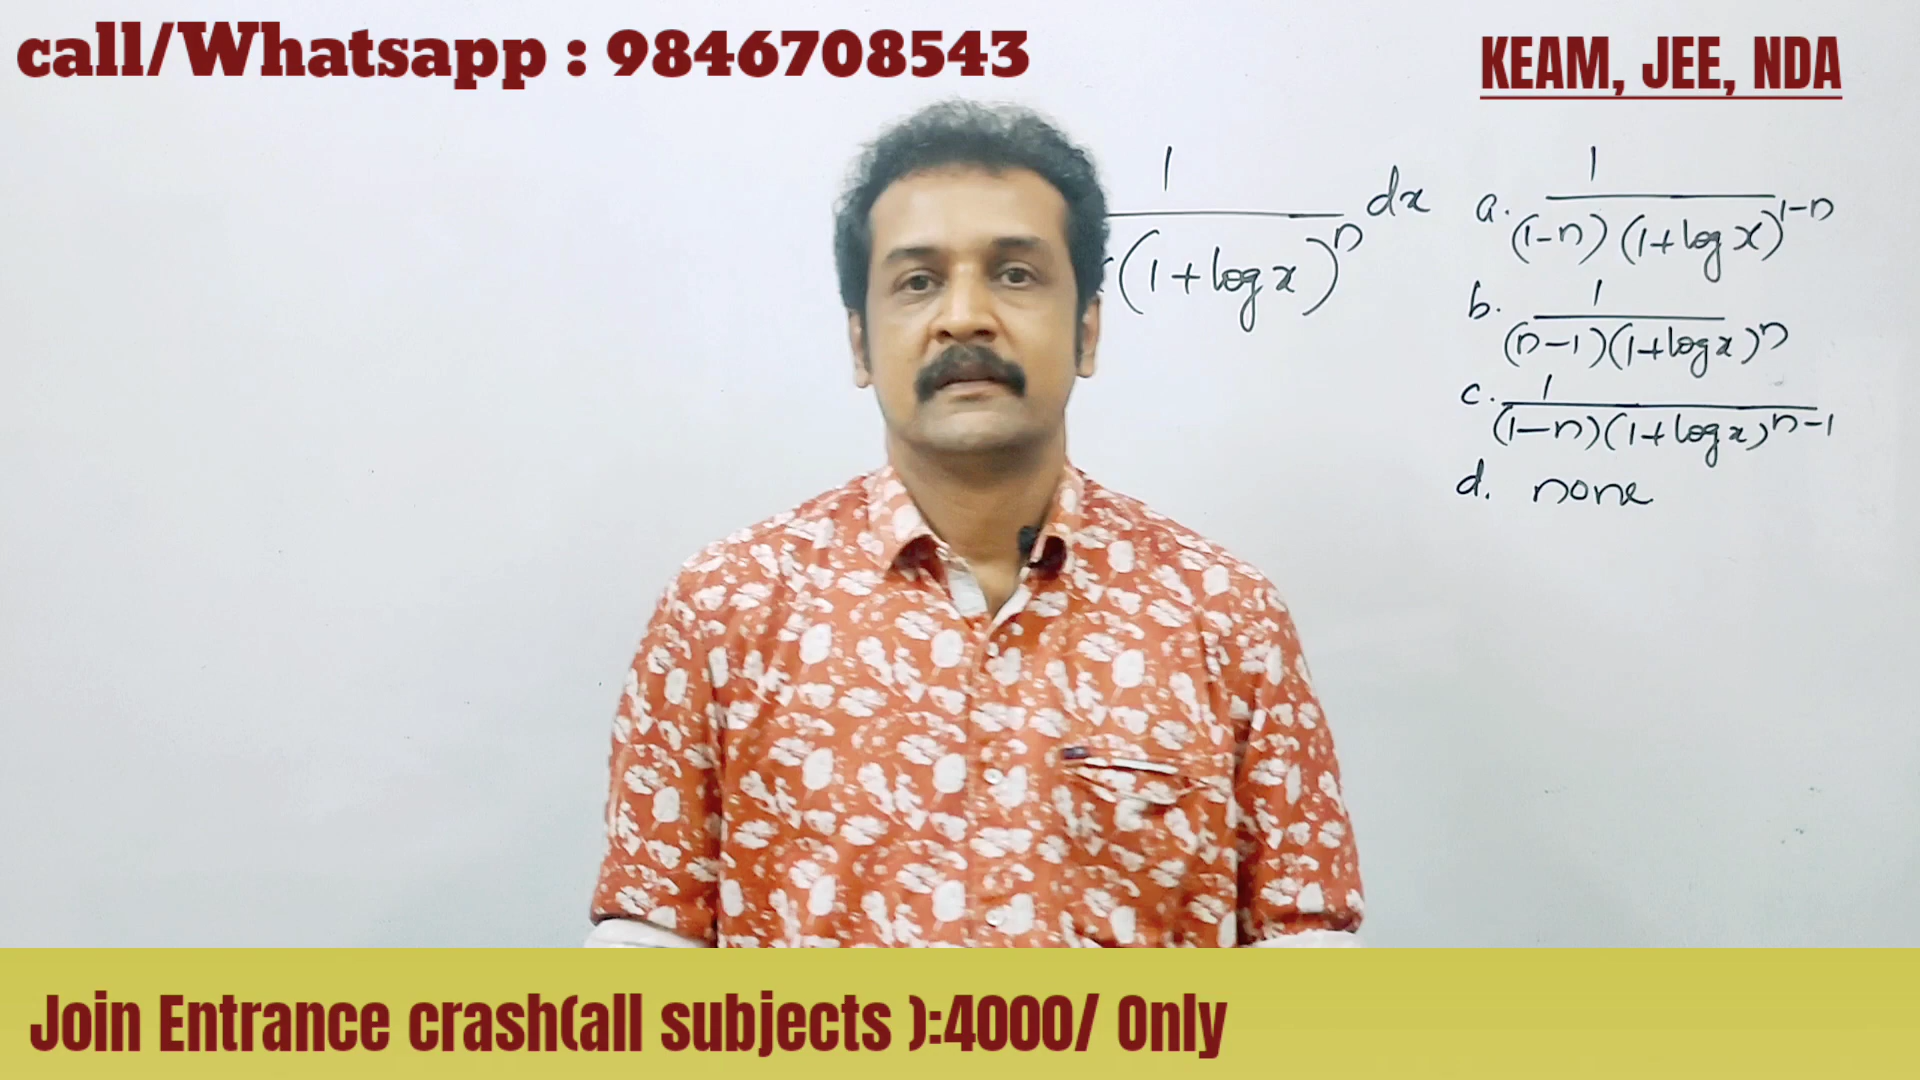 call/Whatsapp : 9846708543
KEAM, JEE, NDA
1
(1+log x)^n dx
a. 1
(1-n) (1+log x)^1-n
b. 1
(n-1)(1+log x)^n
c. 1
(1-n)(1+log x)^n-1
d. none
Join Entrance crash(all subjects ):4000/ Only